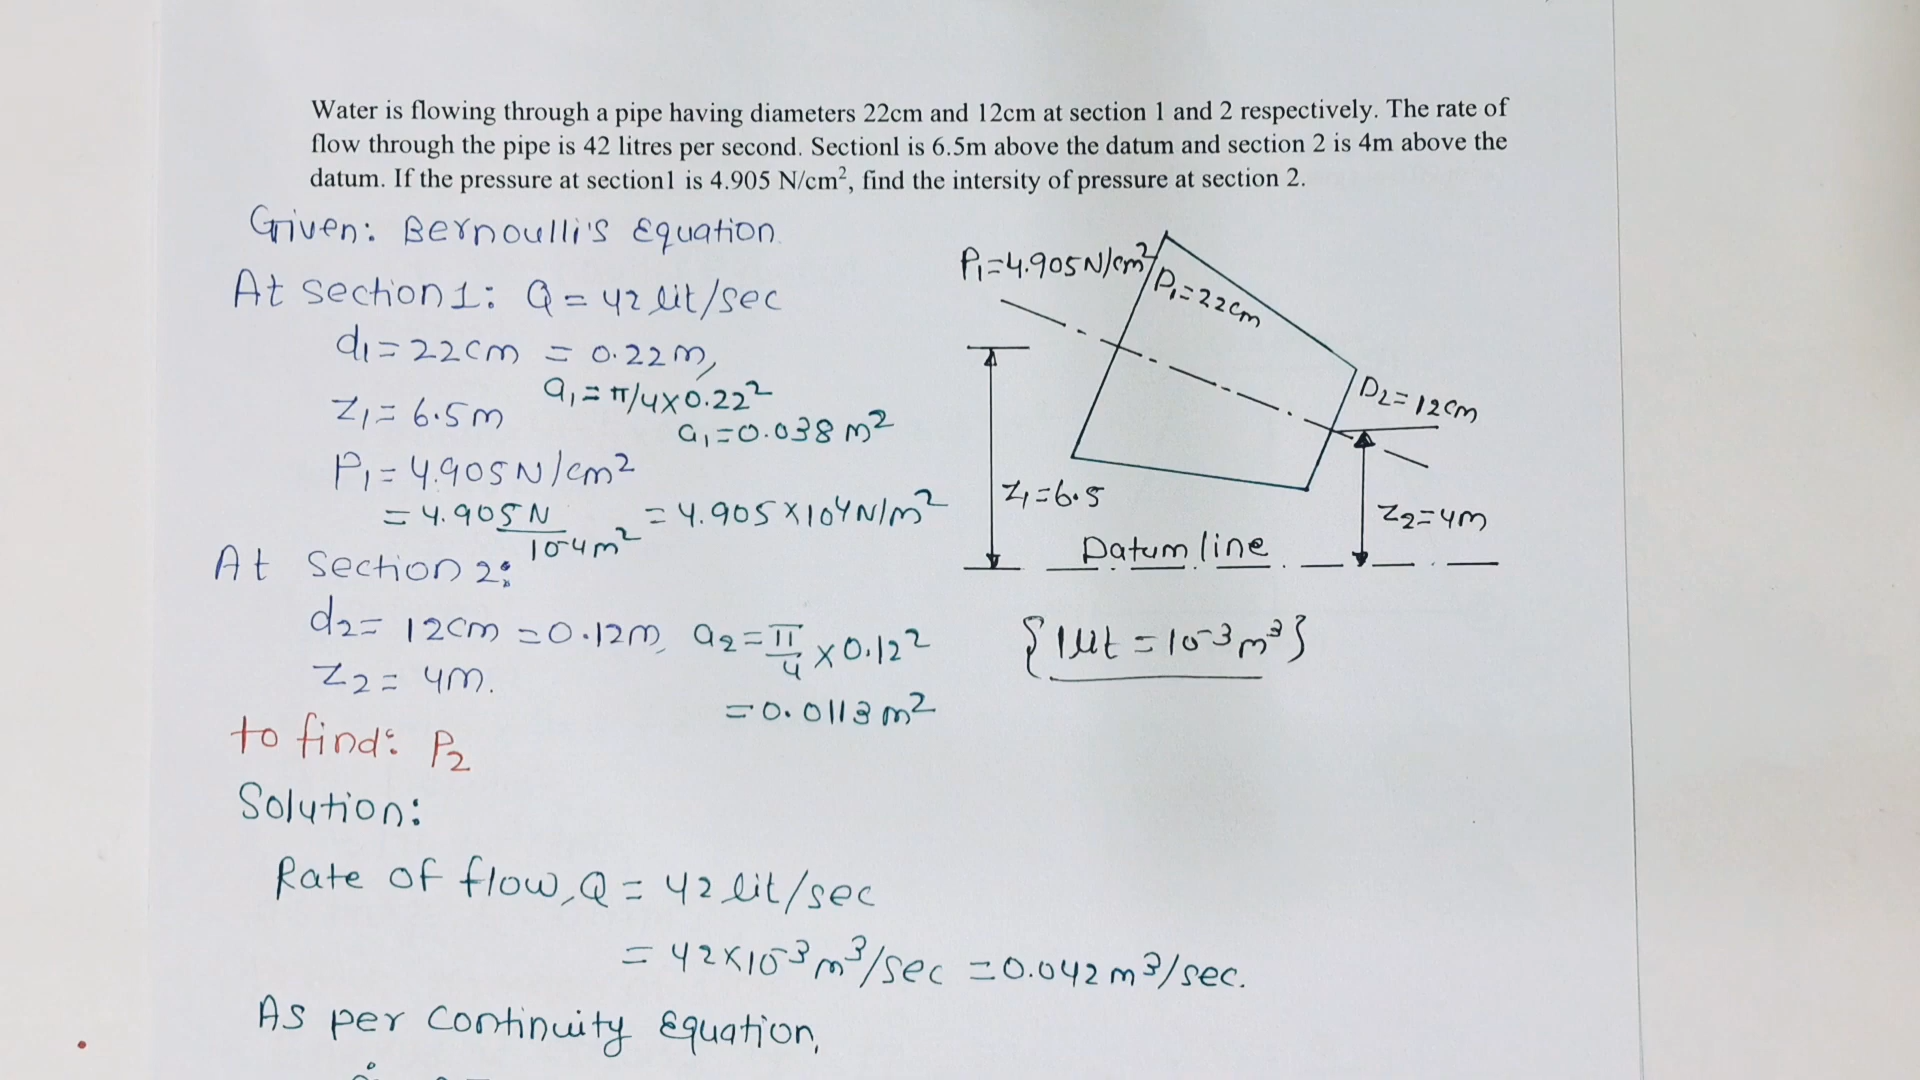 Water is flowing through a pipe having diameters 22cm and 12cm at section 1 and 2 respectively. The rate of
flow through the pipe is 42 litres per second. Section1 is 6.5m above the datum and section 2 is 4m above the
datum. If the pressure at section1 is 4.905 N/cm², find the intersity of pressure at section 2.
Given: Bernoulli's Equation.
At section 1: Q = 42 lit/sec
d₁ = 22cm = 0.22m,
a₁ = π/4 x 0.22²
Z₁ = 6.5m
a₁ = 0.038 m²
P₁ = 4.905 N/cm²
= 4.905 N / 10-4 m² = 4.905 x 104 N/m²
At section 2:
d₂ = 12cm = 0.12m, a₂ = π/4 x 0.12²
Z₂ = 4m.
= 0.0113 m²
to find: P₂
Solution:
Rate of flow, Q = 42 lit/sec
= 42 x 10-3 m³/sec = 0.042 m³/sec.
As per continuity Equation,
P₁ = 4.905 N/cm²
D₁ = 22cm
D₂ = 12cm
Z₁ = 6.5
Z₂ = 4m
Datum line
{1 lit = 10-3 m³}